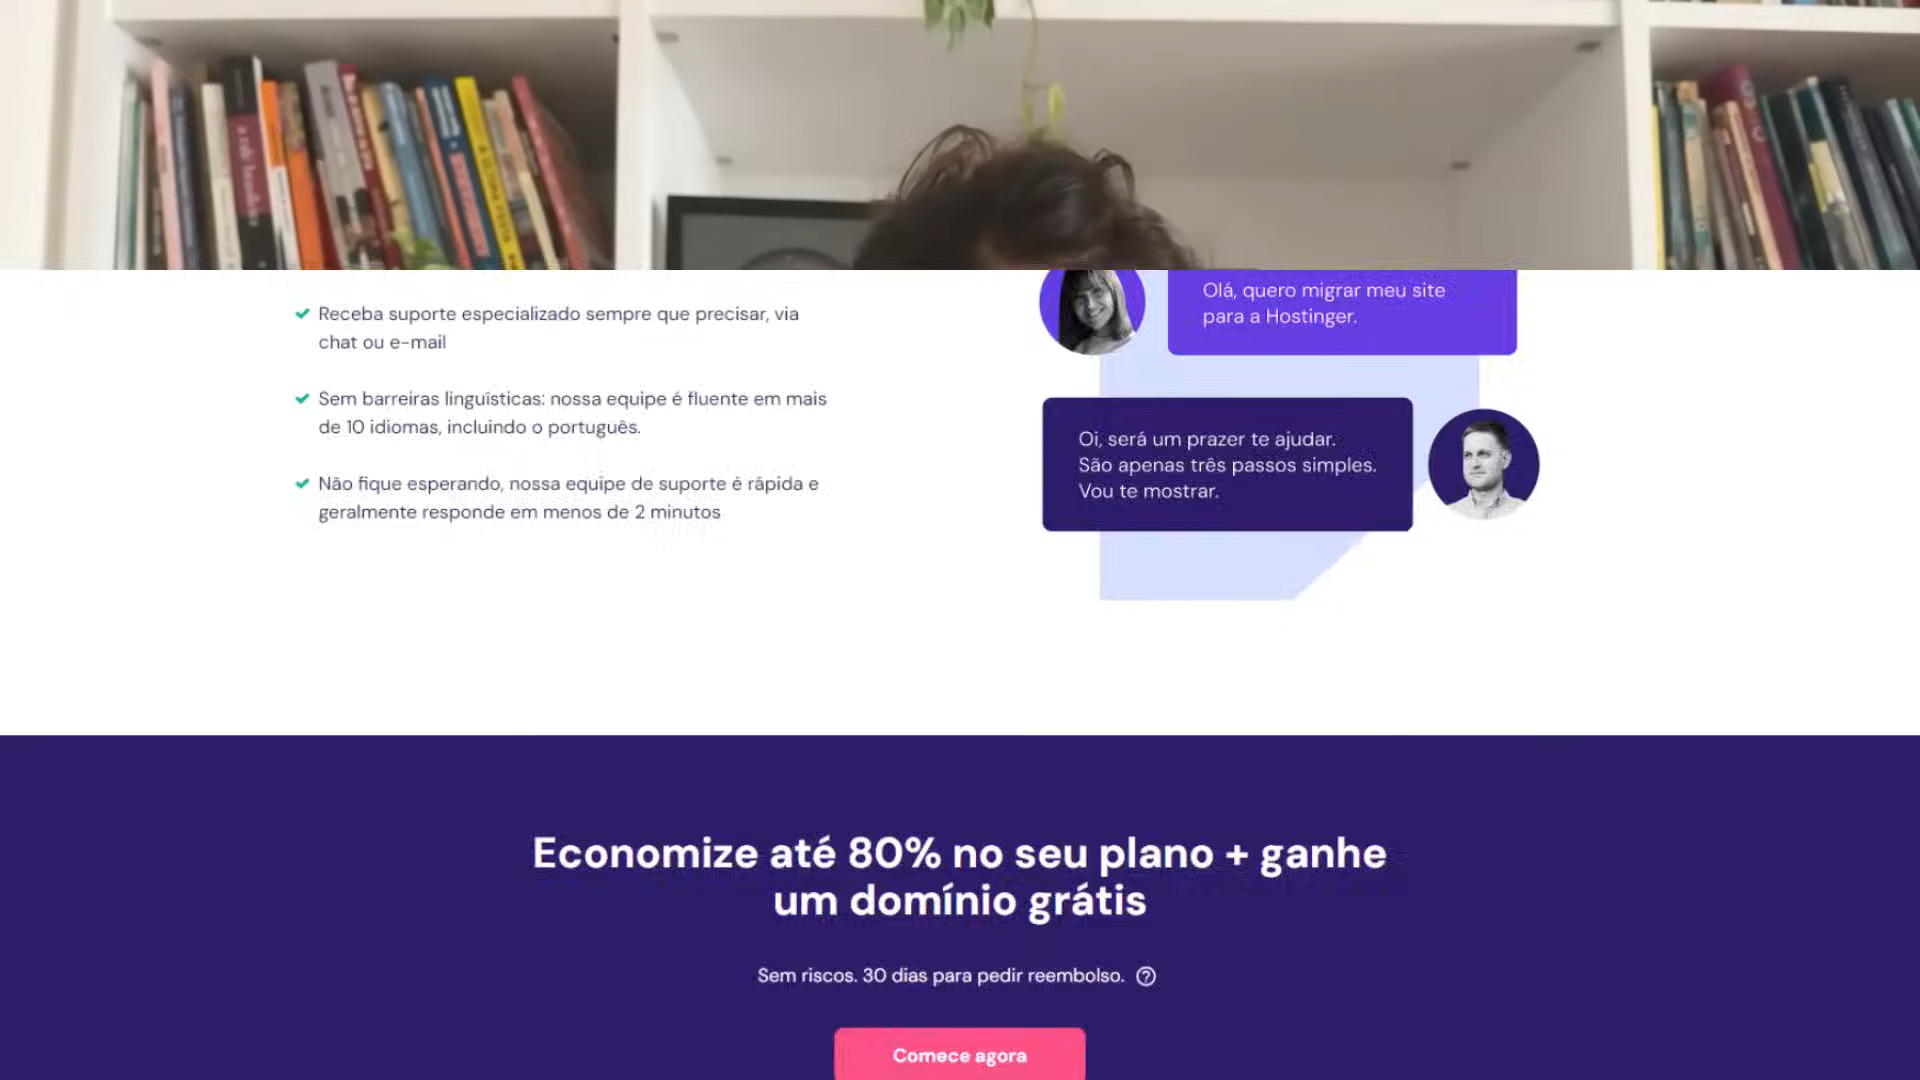 A ÚLTIMA FESTA
Receba suporte especializado sempre que precisar, via
chat ou e-mail
Sem barreiras linguísticas: nossa equipe é fluente em mais
de 10 idiomas, incluindo o português.
Não fique esperando, nossa equipe de suporte é rápida e
geralmente responde em menos de 2 minutos
Olá, quero migrar meu site
para a Hostinger.
Oi, será um prazer te ajudar.
São apenas três passos simples.
Vou te mostrar.
Economize até 80% no seu plano + ganhe
um domínio grátis
Sem riscos. 30 dias para pedir reembolso.
Comece agora